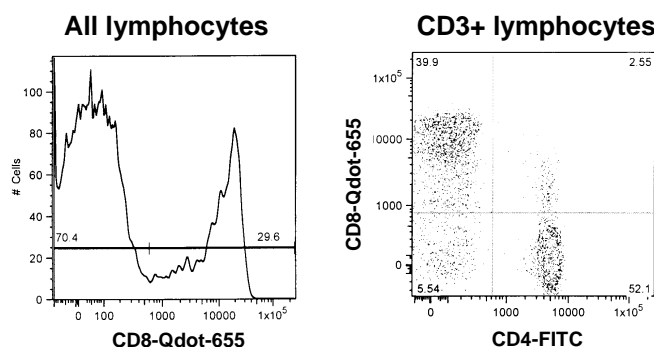 All lymphocytes
100
80
60
40
20
0
# Cells
70.4
29.6
0 100 1000 10000 1x10^5
CD8-Qdot-655
CD3+ lymphocytes
39.9
2.55
1x10^5
10000
1000
0
CD8-Qdot-655
5.54
52.1
0 1000 10000 1x10^5
CD4-FITC